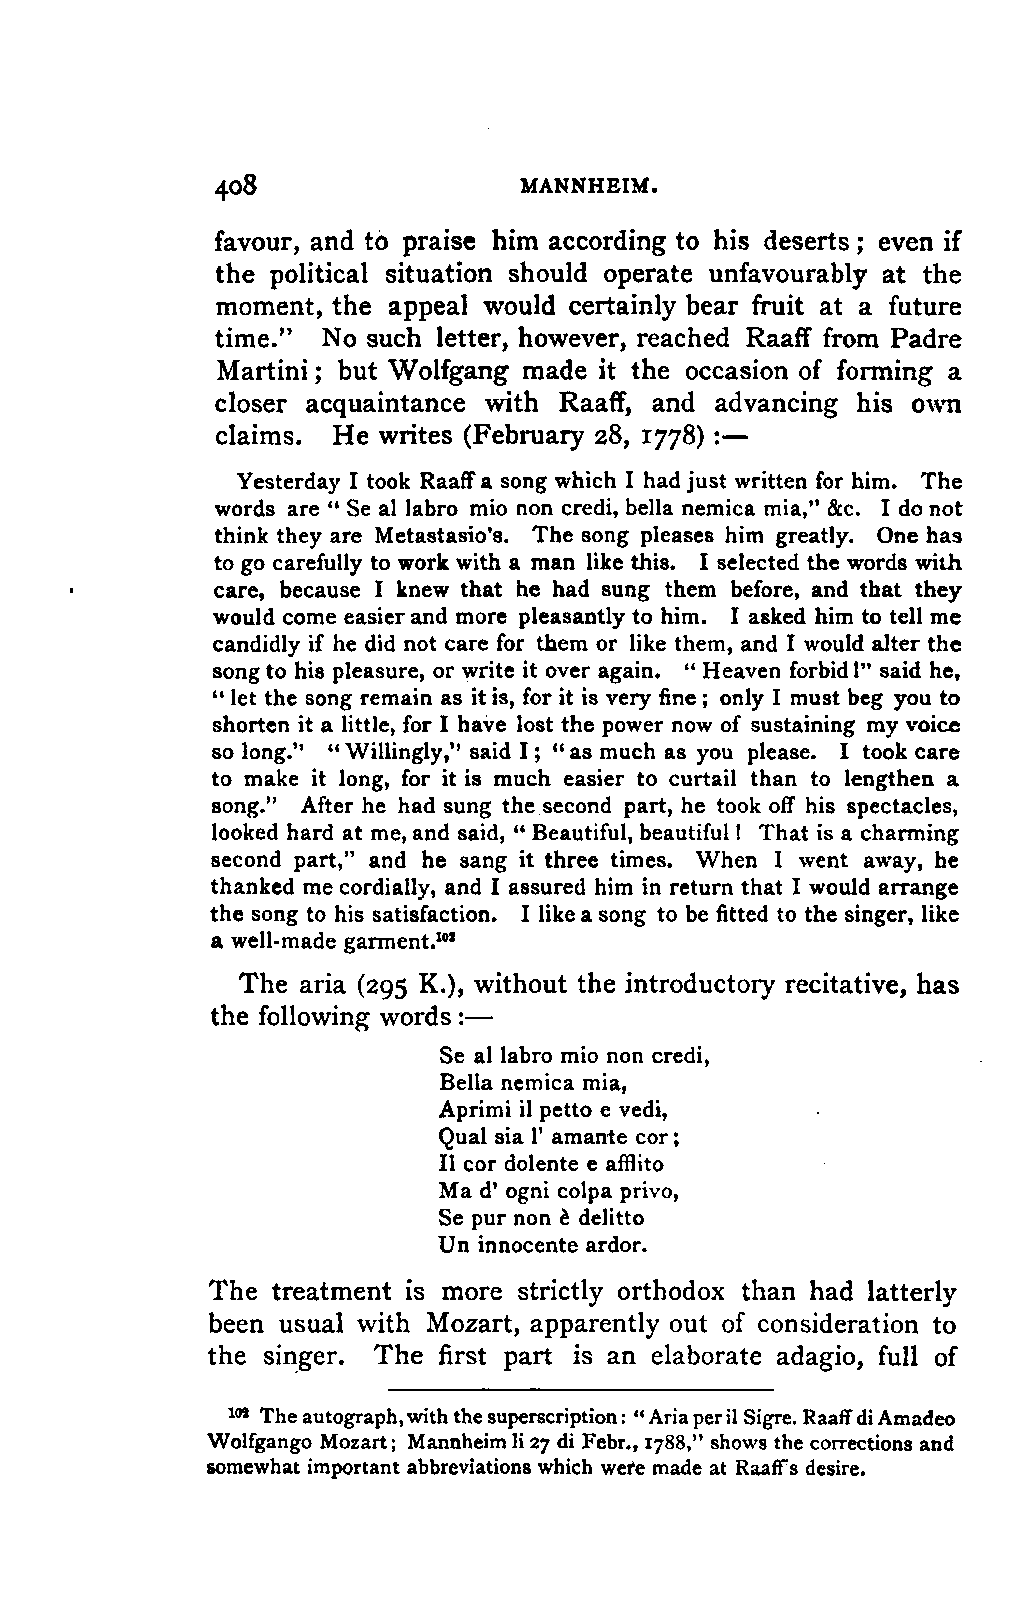 408 MANNHEIM.
favour, and to praise him according to his deserts; even if
the political situation should operate unfavourably at the
moment, the appeal would certainly bear fruit at a future
time." No such letter, however, reached Raaff from Padre
Martini; but Wolfgang made it the occasion of forming a
closer acquaintance with Raaff, and advancing his own
claims. He writes (February 28, 1778) :—
Yesterday I took Raaff a song which I had just written for him. The
words are "Se al labro mio non credi, bella nemica mia," &c. I do not
think they are Metastasio's. The song pleases him greatly. One has
to go carefully to work with a man like this. I selected the words with
care, because I knew that he had sung them before, and that they
would come easier and more pleasantly to him. I asked him to tell me
candidly if he did not care for them or like them, and I would alter the
song to his pleasure, or write it over again. "Heaven forbid!" said he,
"let the song remain as it is, for it is very fine; only I must beg you to
shorten it a little, for I have lost the power now of sustaining my voice
so long." "Willingly," said I; "as much as you please. I took care
to make it long, for it is much easier to curtail than to lengthen a
song." After he had sung the second part, he took off his spectacles,
looked hard at me, and said, "Beautiful, beautiful! That is a charming
second part," and he sang it three times. When I went away, he
thanked me cordially, and I assured him in return that I would arrange
the song to his satisfaction. I like a song to be fitted to the singer, like
a well-made garment.¹⁰²
The aria (295 K.), without the introductory recitative, has
the following words :—
Se al labro mio non credi,
Bella nemica mia,
Aprimi il petto e vedi,
Qual sia l' amante cor;
Il cor dolente e afflito
Ma d' ogni colpa privo,
Se pur non è delitto
Un innocente ardor.
The treatment is more strictly orthodox than had latterly
been usual with Mozart, apparently out of consideration to
the singer. The first part is an elaborate adagio, full of
¹⁰² The autograph, with the superscription: "Aria per il Sigre. Raaff di Amadeo
Wolfgango Mozart; Mannheim li 27 di Febr., 1788," shows the corrections and
somewhat important abbreviations which were made at Raaff's desire.